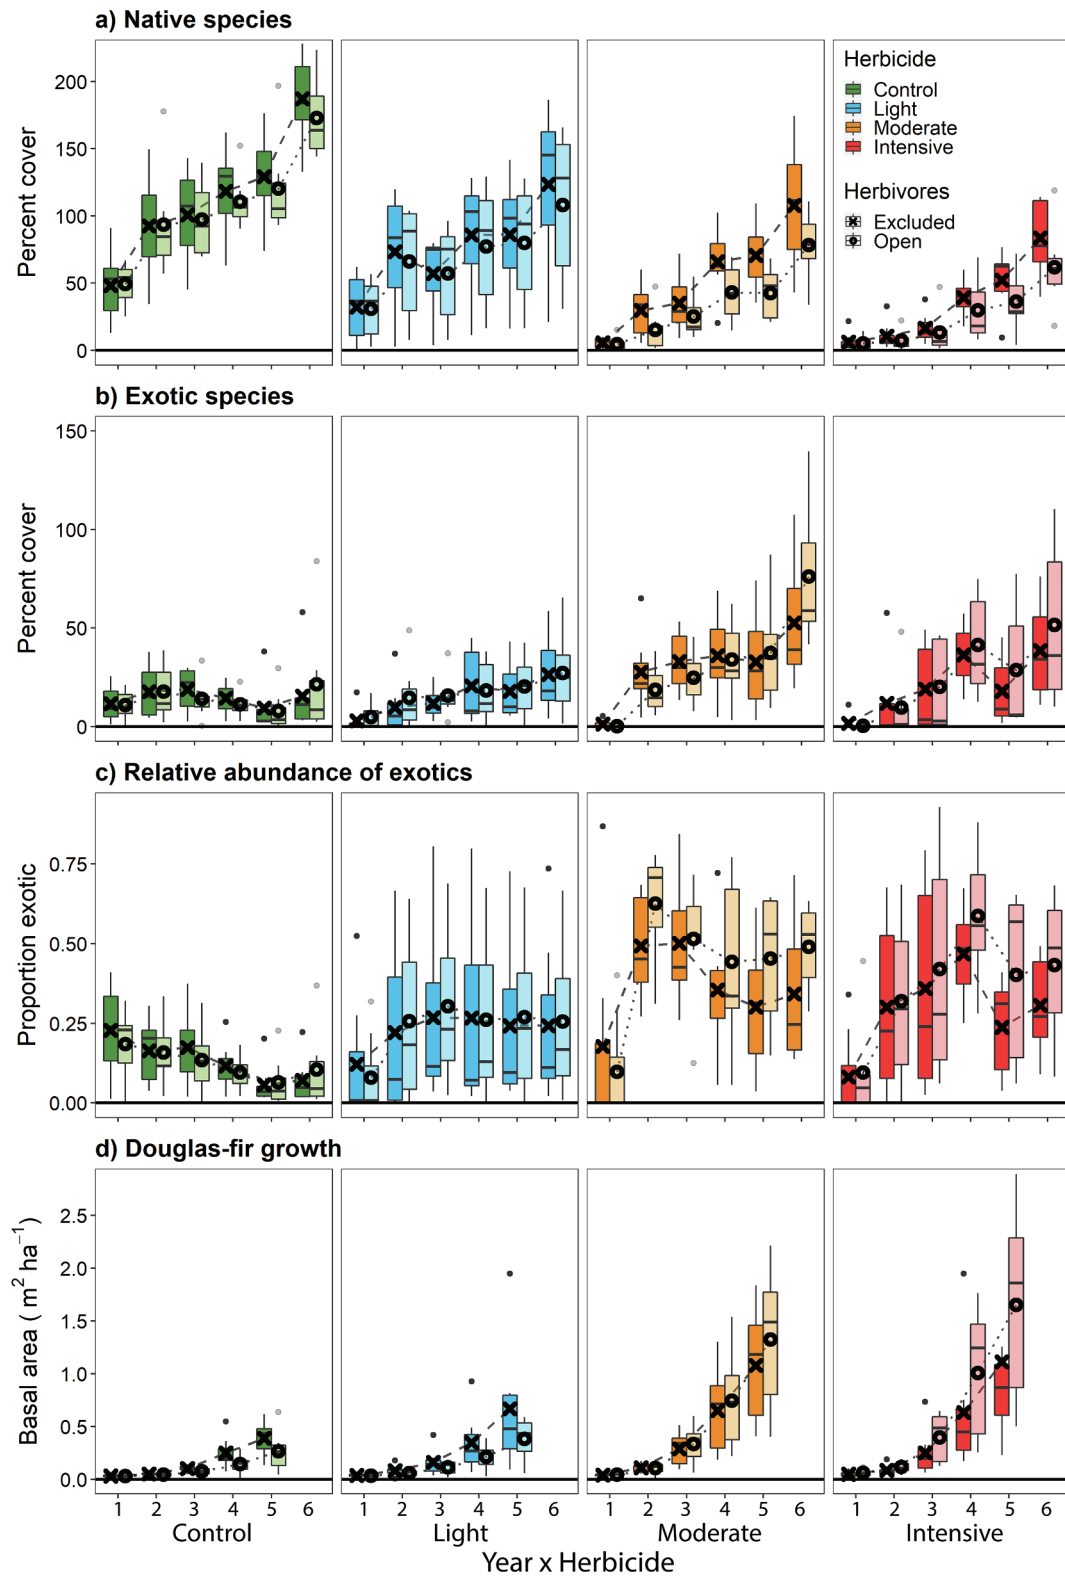 a) Native species
Percent cover
200
150
100
50
0
Herbicide
Control
Light
Moderate
Intensive
Herbivores
Excluded
Open
b) Exotic species
Percent cover
150
100
50
0
c) Relative abundance of exotics
Proportion exotic
0.75
0.50
0.25
0.00
d) Douglas-fir growth
Basal area ( m² ha⁻¹)
2.5
2.0
1.5
1.0
0.5
0.0
1 2 3 4 5 6 1 2 3 4 5 6 1 2 3 4 5 6 1 2 3 4 5 6
Control Light Moderate Intensive
Year x Herbicide